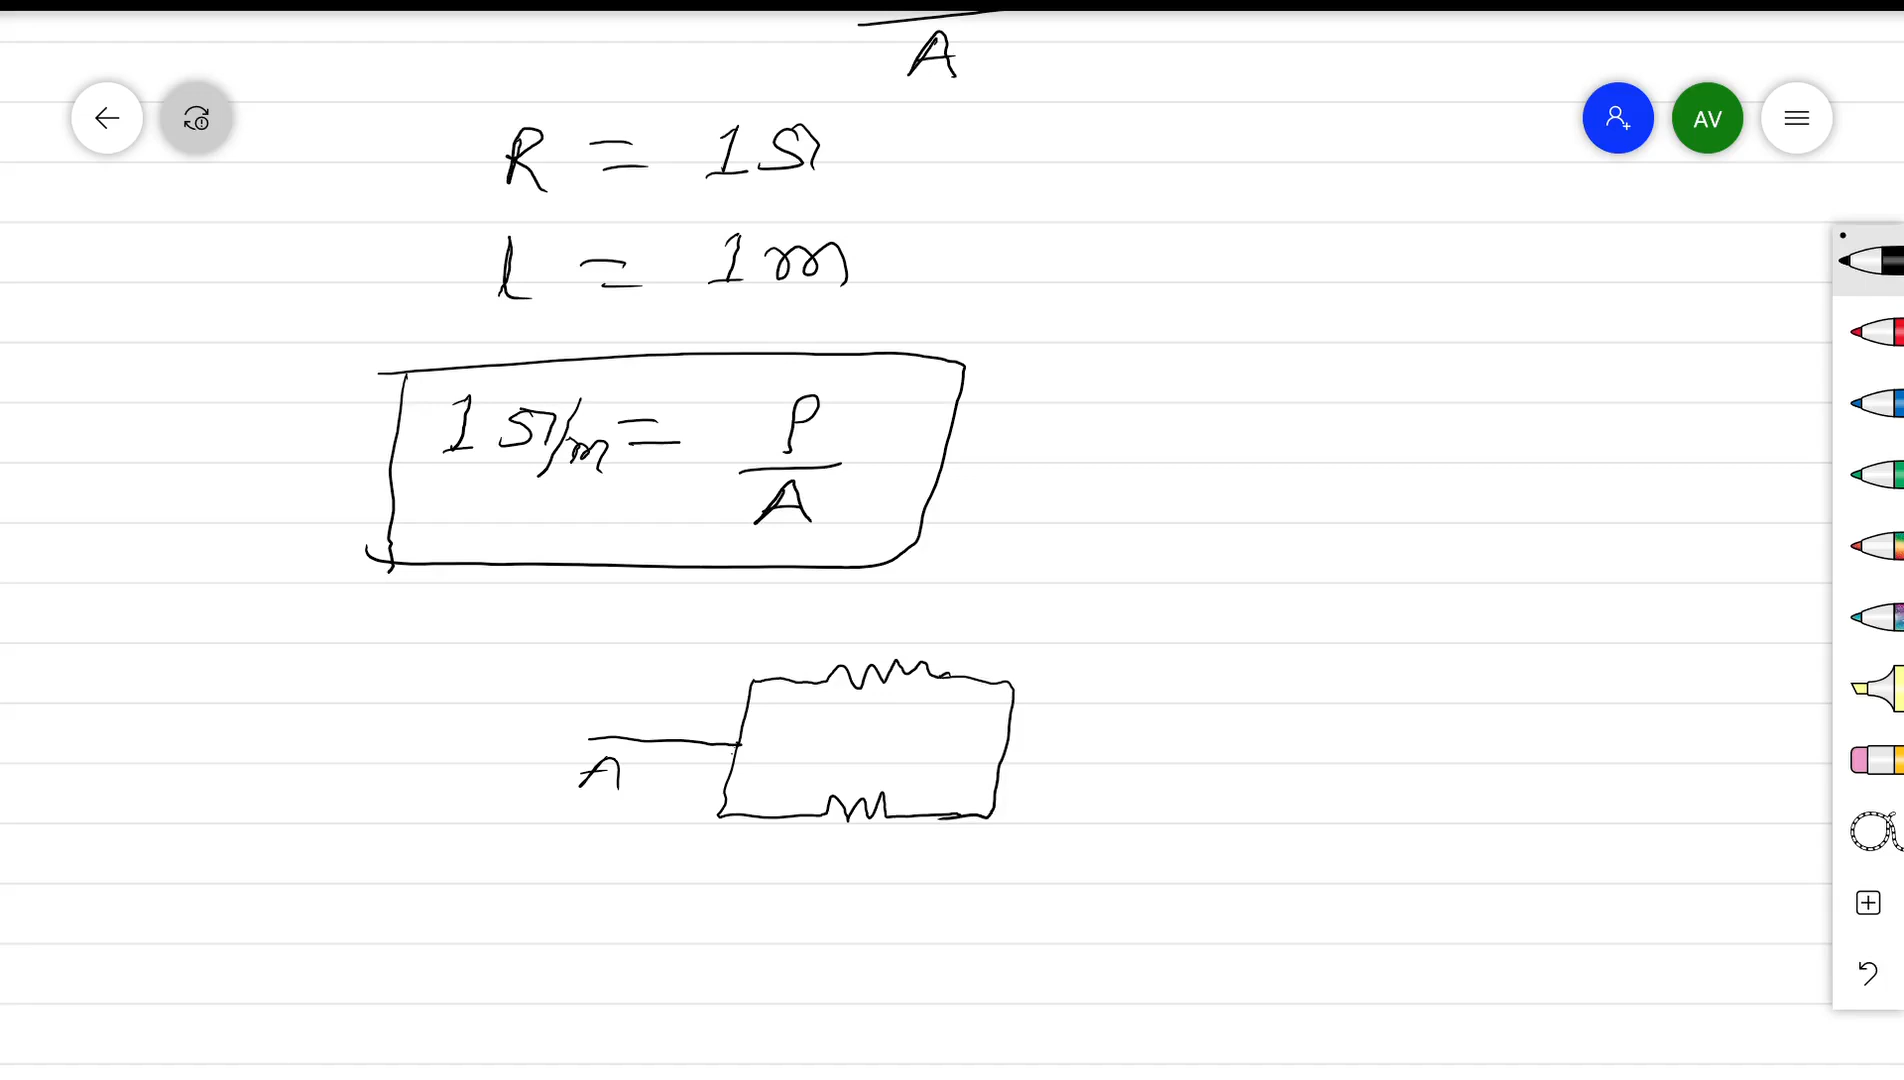 A
AV
R = 1Ω
l = 1m
1Ω/m = ρ/A
A